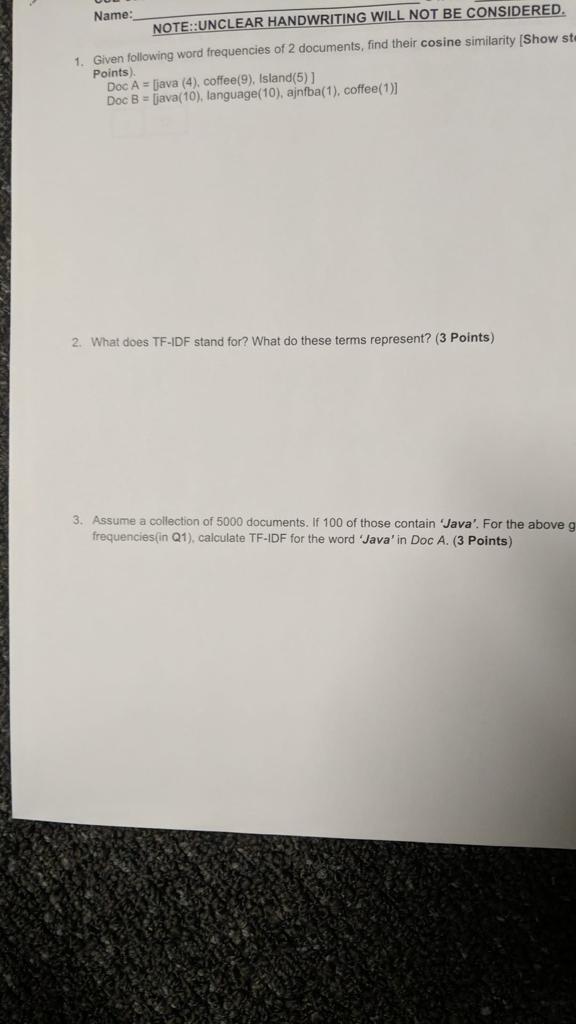 Name:
NOTE::UNCLEAR HANDWRITING WILL NOT BE CONSIDERED.
1. Given following word frequencies of 2 documents, find their cosine similarity [Show
Points).
Doc A = [java (4), coffee(9), Island(5) ]
Doc B = [java(10), language(10), ajnfba(1), coffee(1)]
2. What does TF-IDF stand for? What do these terms represent? (3 Points)
3. Assume a collection of 5000 documents. If 100 of those contain ‘Java’. For the above
frequencies(in Q1), calculate TF-IDF for the word ‘Java’ in Doc A. (3 Points)